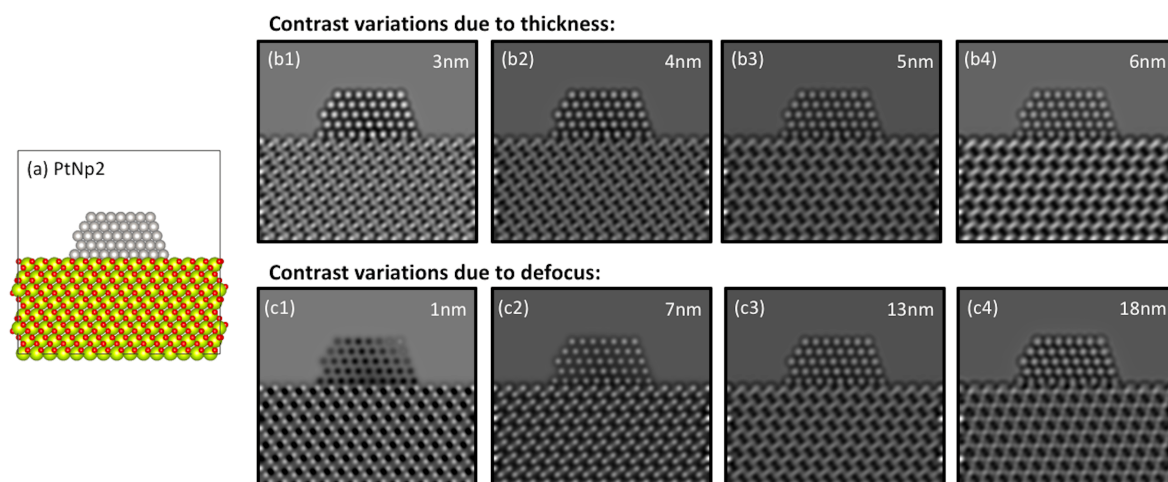 Contrast variations due to thickness:
(b1) 3nm
(b2) 4nm
(b3) 5nm
(b4) 6nm
(a) PtNp2
Contrast variations due to defocus:
(c1) 1nm
(c2) 7nm
(c3) 13nm
(c4) 18nm